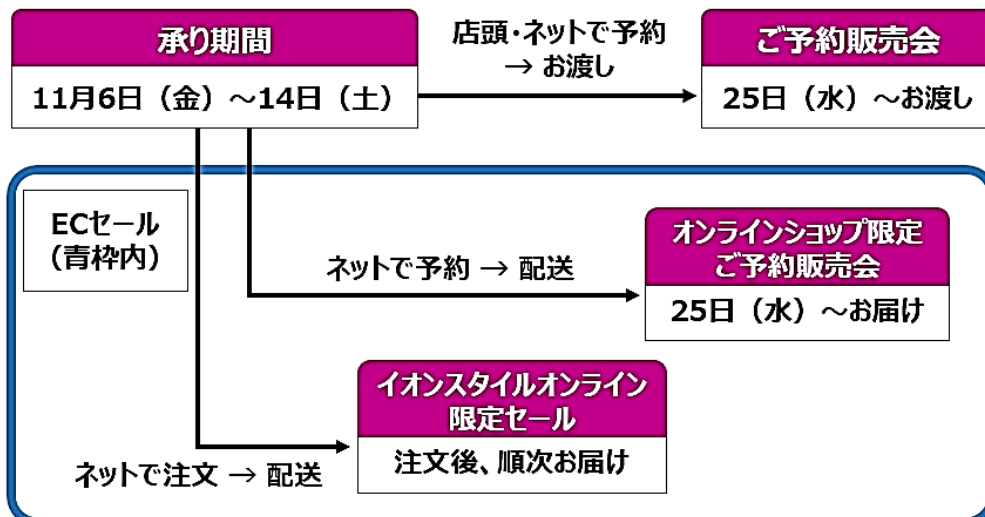 承り期間
11月6日（金）～14日（土）
店頭・ネットで予約
→ お渡し
ご予約販売会
25日（水）～お渡し
ECセール
（青枠内）
ネットで予約 → 配送
オンラインショップ限定
ご予約販売会
25日（水）～お届け
イオンスタイルオンライン
限定セール
注文後、順次お届け
ネットで注文 → 配送